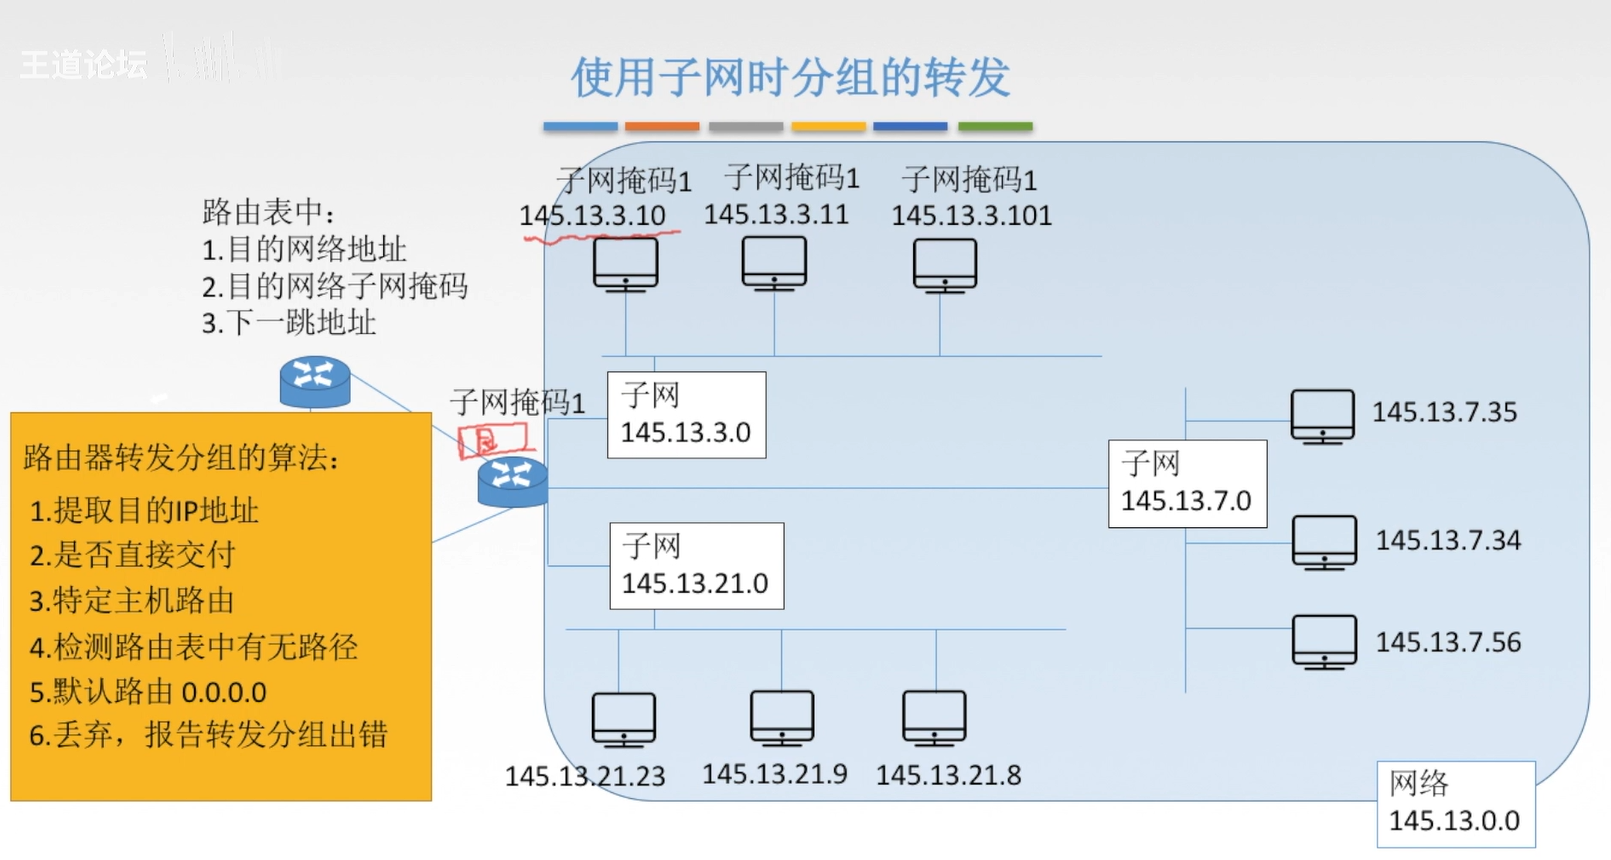 王道论坛
使用子网时分组的转发
路由表中：
1.目的网络地址
2.目的网络子网掩码
3.下一跳地址
子网掩码1
145.13.3.10
子网掩码1
145.13.3.11
子网掩码1
145.13.3.101
子网掩码1
子网
145.13.3.0
子网
145.13.21.0
子网
145.13.7.0
145.13.7.35
145.13.7.34
145.13.7.56
145.13.21.23
145.13.21.9
145.13.21.8
网络
145.13.0.0
路由器转发分组的算法：
1.提取目的IP地址
2.是否直接交付
3.特定主机路由
4.检测路由表中有无路径
5.默认路由 0.0.0.0
6.丢弃，报告转发分组出错